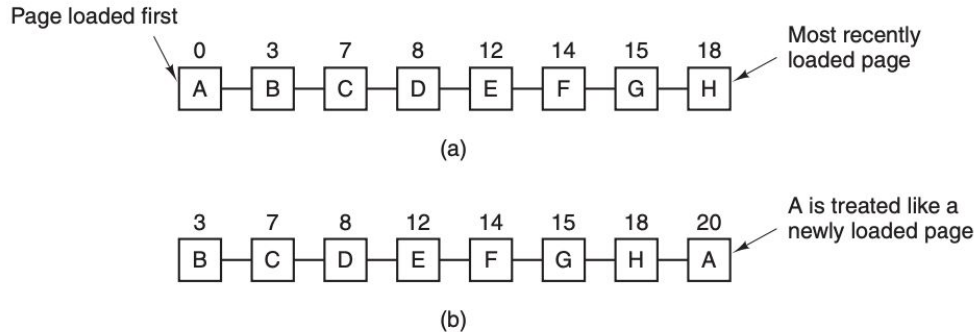 Page loaded first
Most recently
loaded page
0 3 7 8 12 14 15 18
A B C D E F G H
(a)
A is treated like a
newly loaded page
3 7 8 12 14 15 18 20
B C D E F G H A
(b)